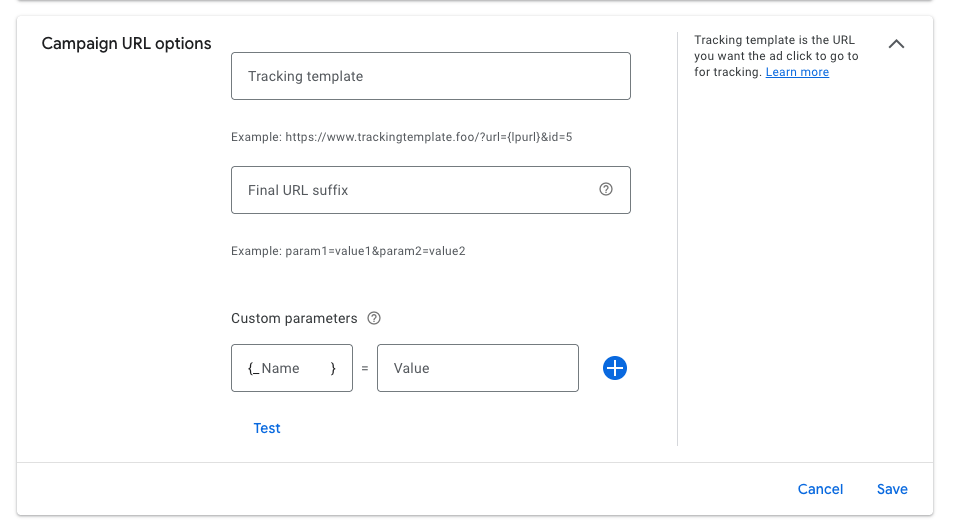 Campaign URL options
Tracking template
Example: https://www.trackingtemplate.foo/?url={lpurl}&id=5
Final URL suffix
Example: param1=value1&param2=value2
Custom parameters
{_ Name } = Value
Test
Tracking template is the URL
you want the ad click to go to
for tracking. Learn more
Cancel Save